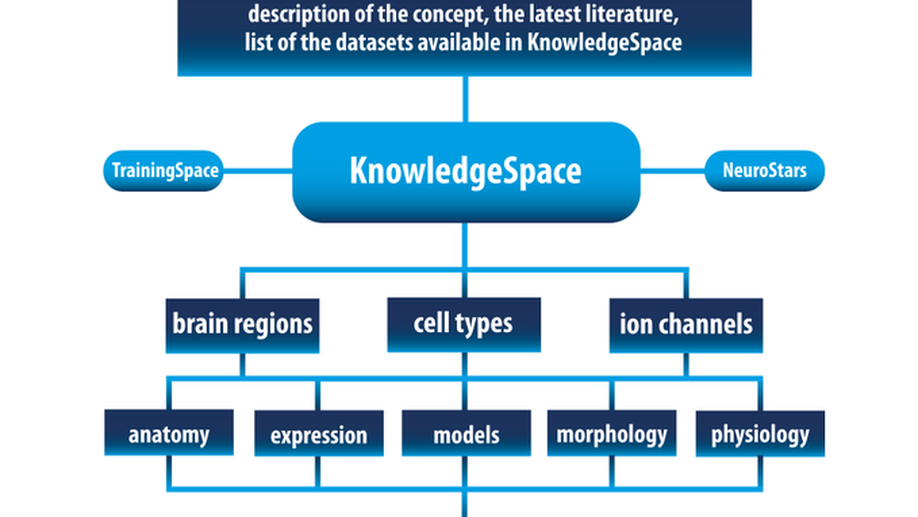 description of the concept, the latest literature,
list of the datasets available in KnowledgeSpace
TrainingSpace
KnowledgeSpace
NeuroStars
brain regions
cell types
ion channels
anatomy
expression
models
morphology
physiology